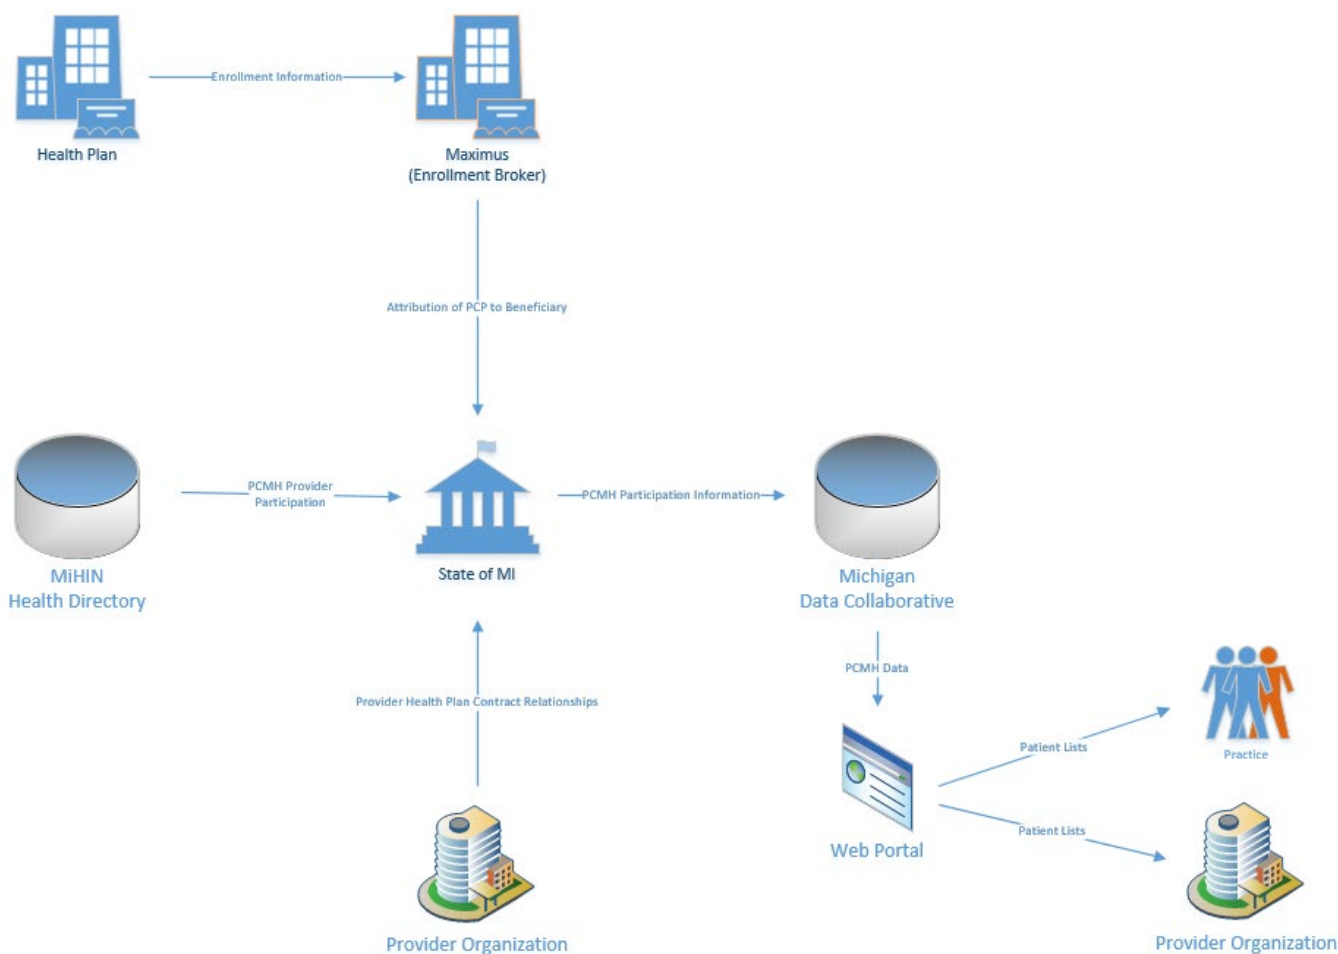 Enrollment Information
Health Plan
Maximus
(Enrollment Broker)
Attribution of PCP to Beneficiary
PCMH Provider
Participation
PCMH Participation Information
MiHIN
Health Directory
State of MI
Michigan
Data Collaborative
PCMH Data
Provider Health Plan Contract Relationships
Patient Lists
Practice
Patient Lists
Web Portal
Provider Organization
Provider Organization